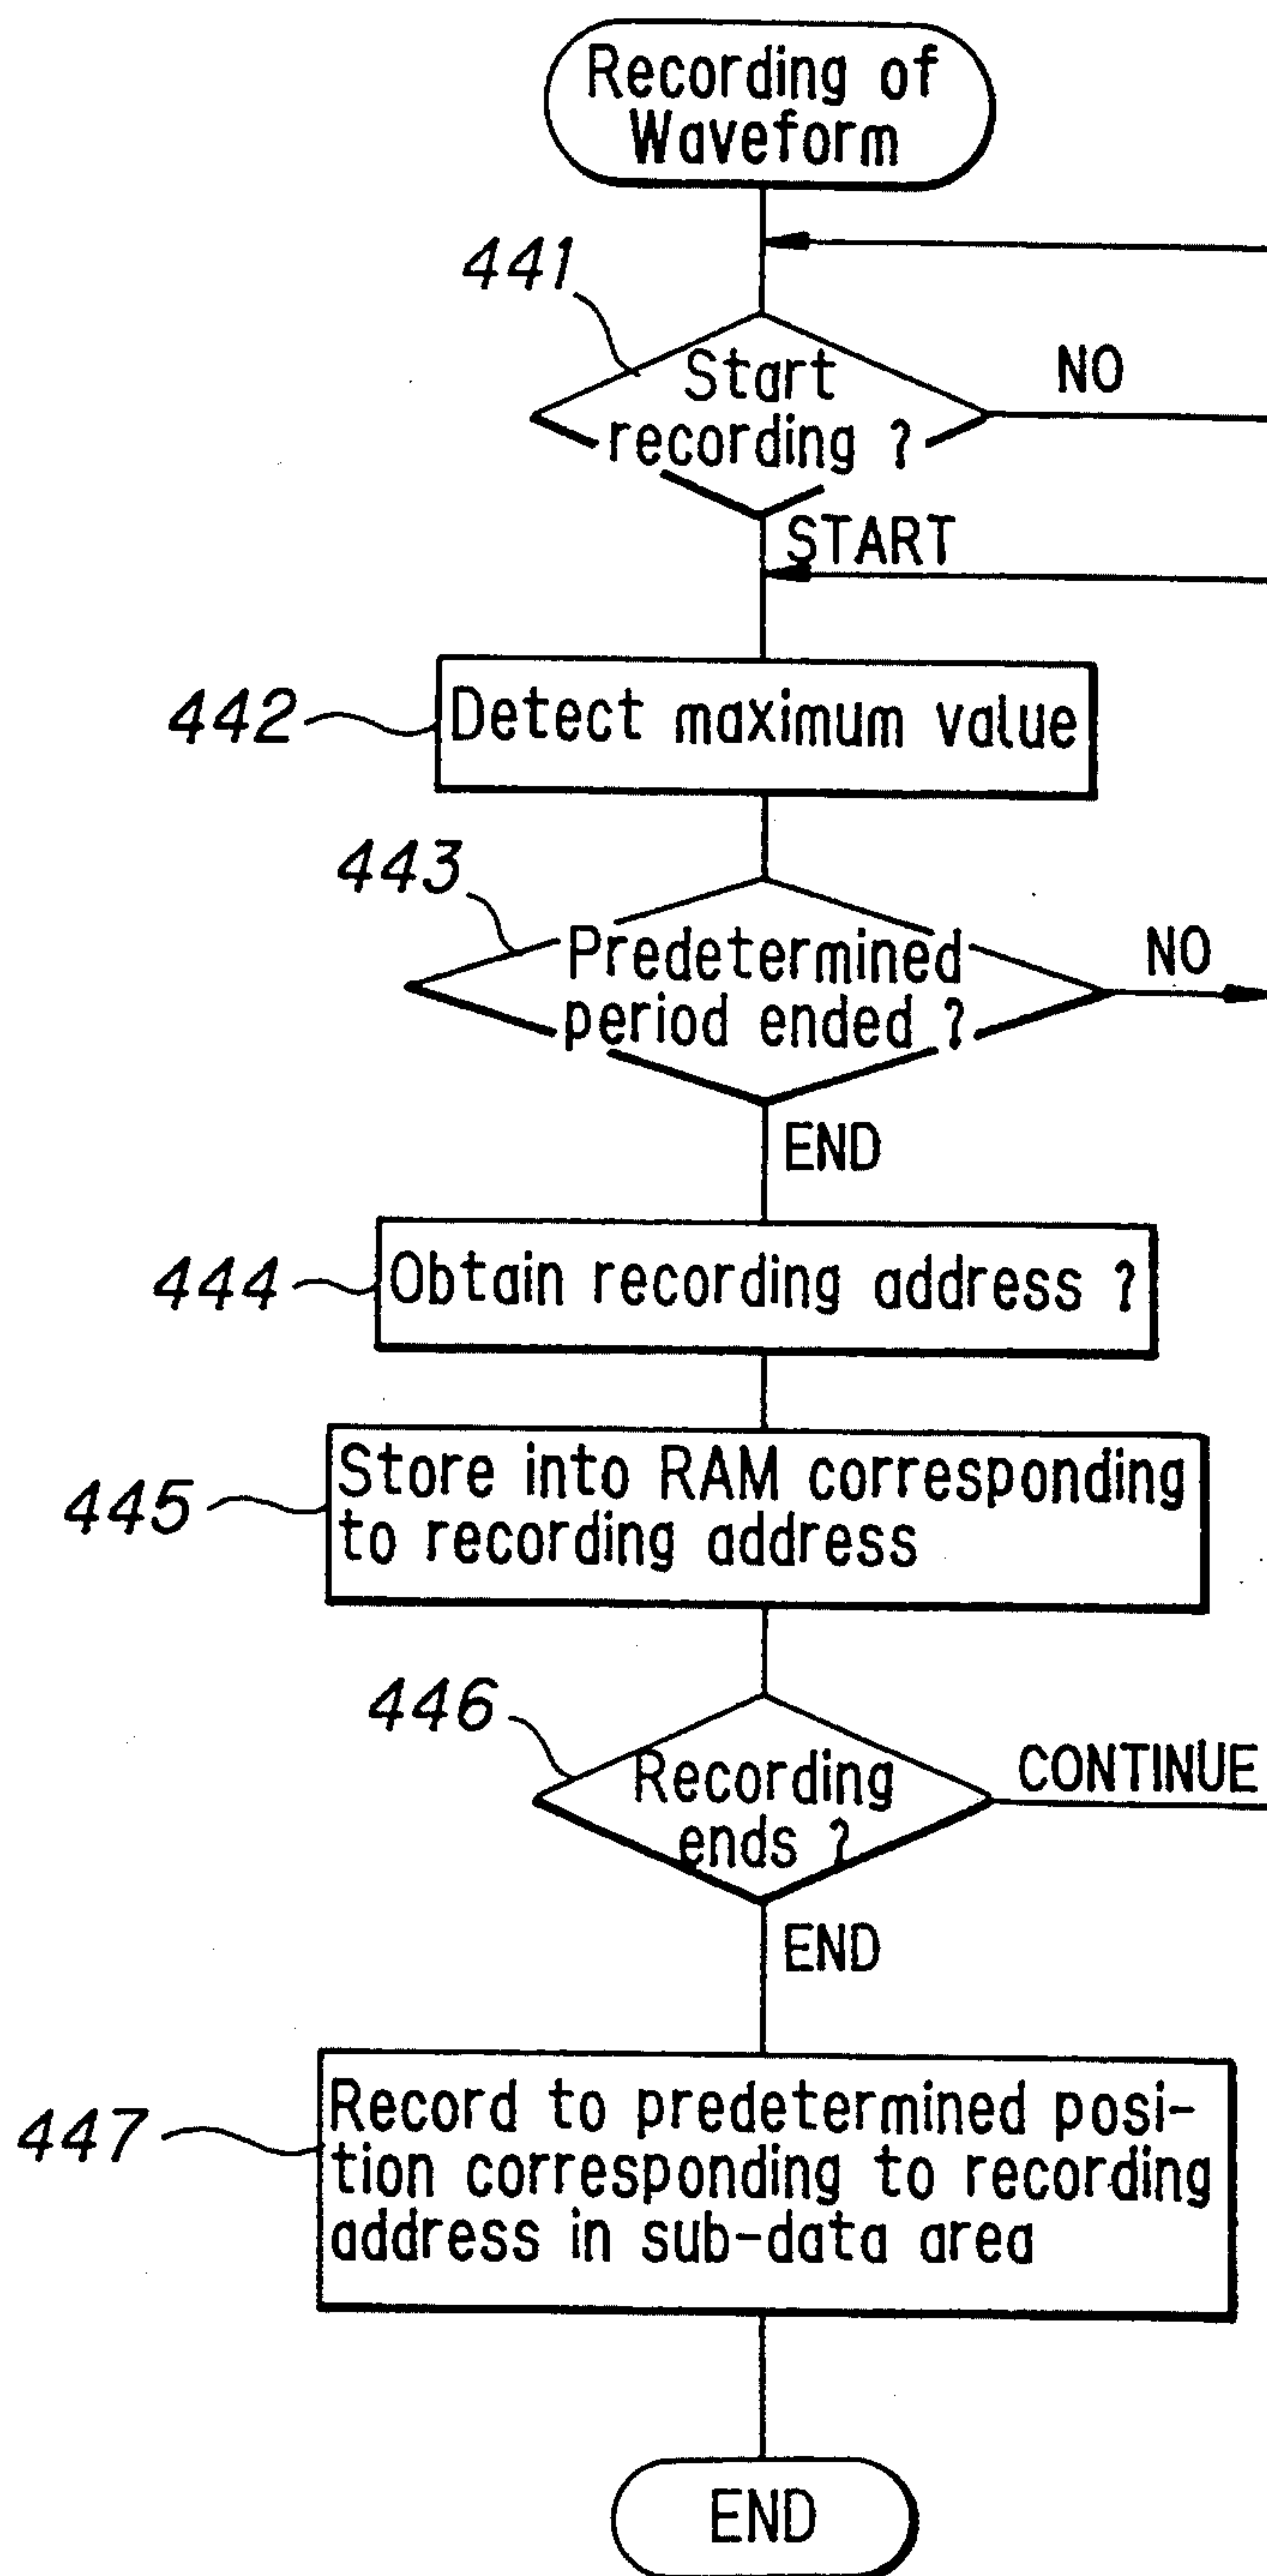 Recording of
Waveform
441
Start
recording ?
NO
START
442
Detect maximum value
443
Predetermined
period ended ?
NO
END
444
Obtain recording address ?
445
Store into RAM corresponding
to recording address
446
Recording
ends ?
CONTINUE
END
447
Record to predetermined posi-
tion corresponding to recording
address in sub-data area
END